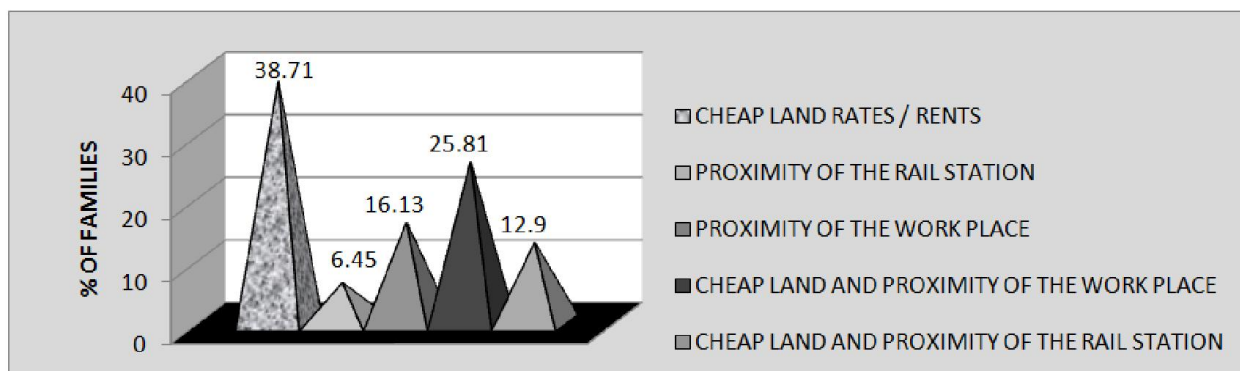 38.71
40
30
20
10
0
% OF FAMILIES
6.45
16.13
25.81
12.9
CHEAP LAND RATES / RENTS
PROXIMITY OF THE RAIL STATION
PROXIMITY OF THE WORK PLACE
CHEAP LAND AND PROXIMITY OF THE WORK PLACE
CHEAP LAND AND PROXIMITY OF THE RAIL STATION